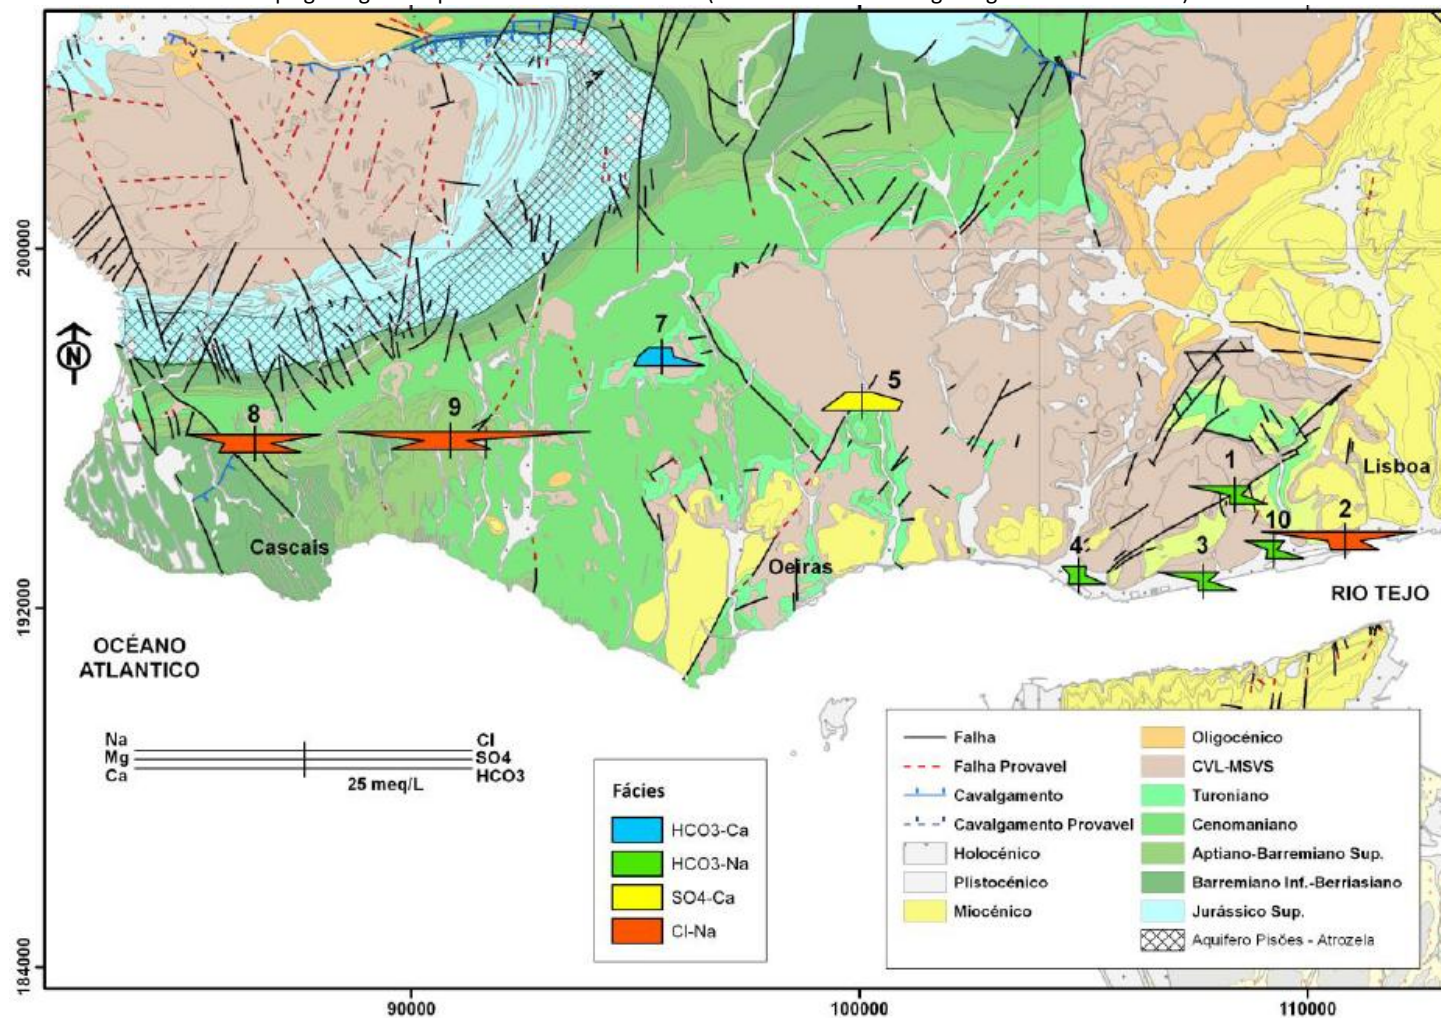 200000
192000
184000
90000
100000
110000
N
7
5
8
9
1
10
2
4
3
Lisboa
Cascais
Oeiras
RIO TEJO
OCÉANO
ATLANTICO
Na Cl
Mg SO4
Ca HCO3
25 meq/L
Fácies
HCO3-Ca
HCO3-Na
SO4-Ca
Cl-Na
Falha
Falha Provavel
Cavalgamento
Cavalgamento Provavel
Holocénico
Plistocénico
Miocénico
Oligocénico
CVL-MSVS
Turoniano
Cenomaniano
Aptiano-Barremiano Sup.
Barremiano Inf.-Berriasiano
Jurássico Sup.
Aquifero Pisões - Atrozela